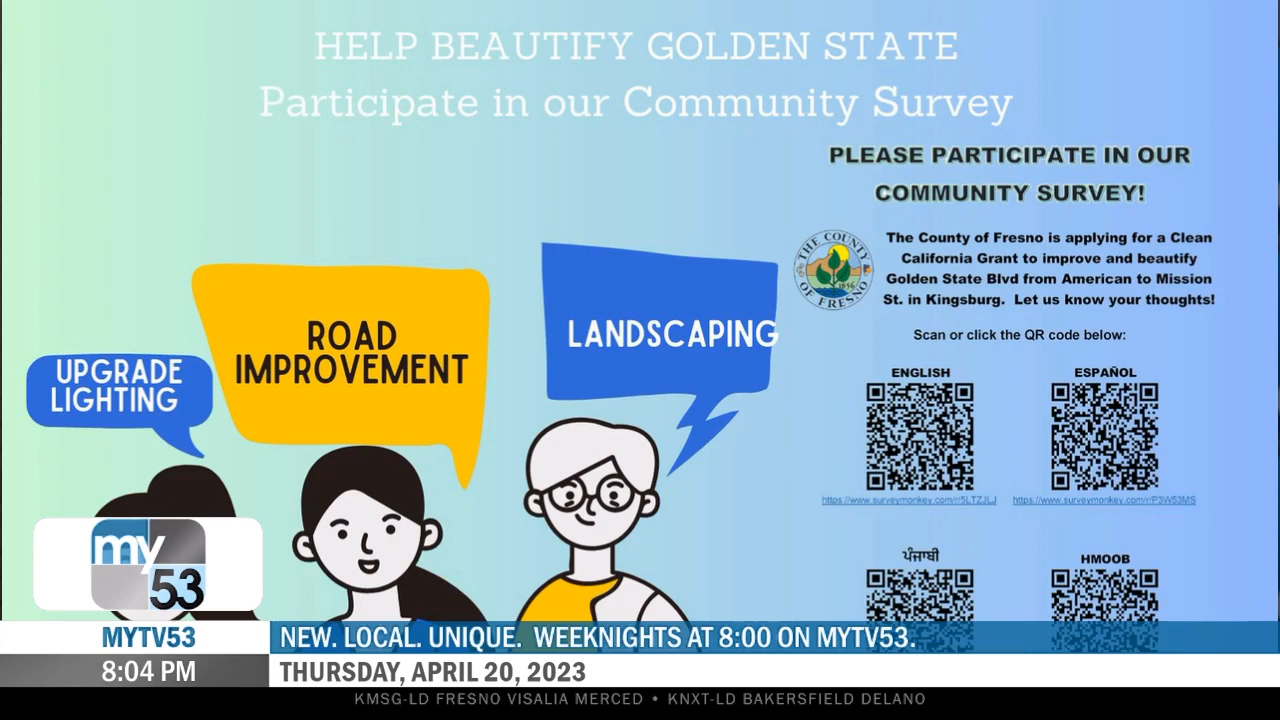 HELP BEAUTIFY GOLDEN STATE
Participate in our Community Survey
PLEASE PARTICIPATE IN OUR
COMMUNITY SURVEY!
THE COUNTY
OF FRESNO
1856
The County of Fresno is applying for a Clean
California Grant to improve and beautify
Golden State Blvd from American to Mission
St. in Kingsburg. Let us know your thoughts!
Scan or click the QR code below:
ENGLISH
ESPAÑOL
https://www.surveymonkey.com/r/5LTZJLJ
https://www.surveymonkey.com/r/P3W53MS
ਪੰਜਾਬੀ
HMOOB
UPGRADE
LIGHTING
ROAD
IMPROVEMENT
LANDSCAPING
my
53
MYTV53
NEW. LOCAL. UNIQUE. WEEKNIGHTS AT 8:00 ON MYTV53.
8:04 PM
THURSDAY, APRIL 20, 2023
KMSG-LD FRESNO VISALIA MERCED • KNXT-LD BAKERSFIELD DELANO